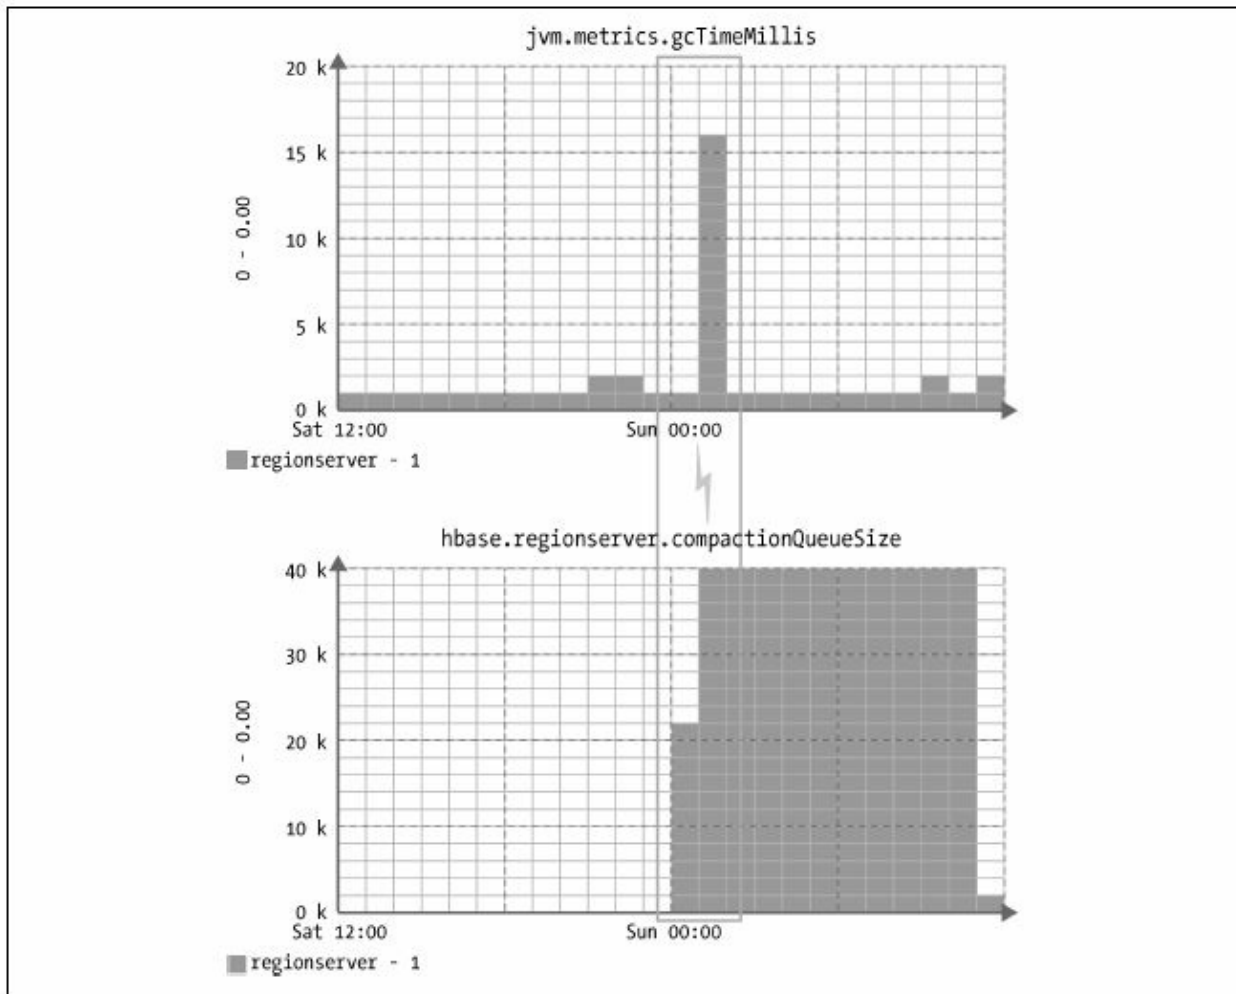 jvm.metrics.gcTimeMillis
20 k
15 k
10 k
5 k
0 k
0 - 0.00
Sat 12:00 Sun 00:00
regionserver - 1
hbase.regionserver.compactionQueueSize
40 k
30 k
20 k
10 k
0 k
0 - 0.00
Sat 12:00 Sun 00:00
regionserver - 1